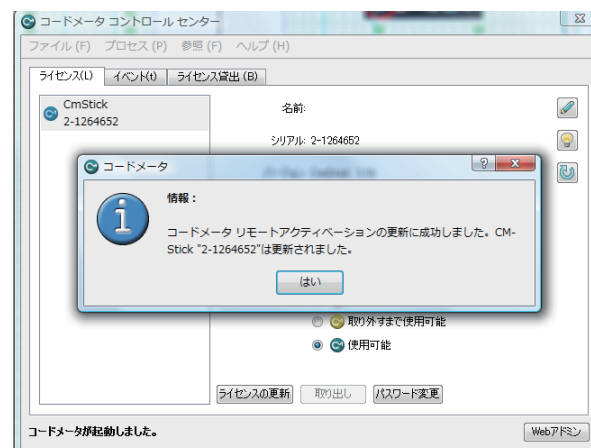 コードメータ コントロール センター
ファイル (F) プロセス (P) 参照 (F) ヘルプ (H)
ライセンス(L) イベント(t) ライセンス貸出 (B)
CmStick
2-1264652
名前:
シリアル: 2-1264652
コードメータ
情報：
コードメータ リモートアクティベーションの更新に成功しました。CM-
Stick "2-1264652"は更新されました。
はい
取り外すまで使用可能
使用可能
ライセンスの更新 取り出し パスワード変更
コードメータが起動しました。
Webアドミン